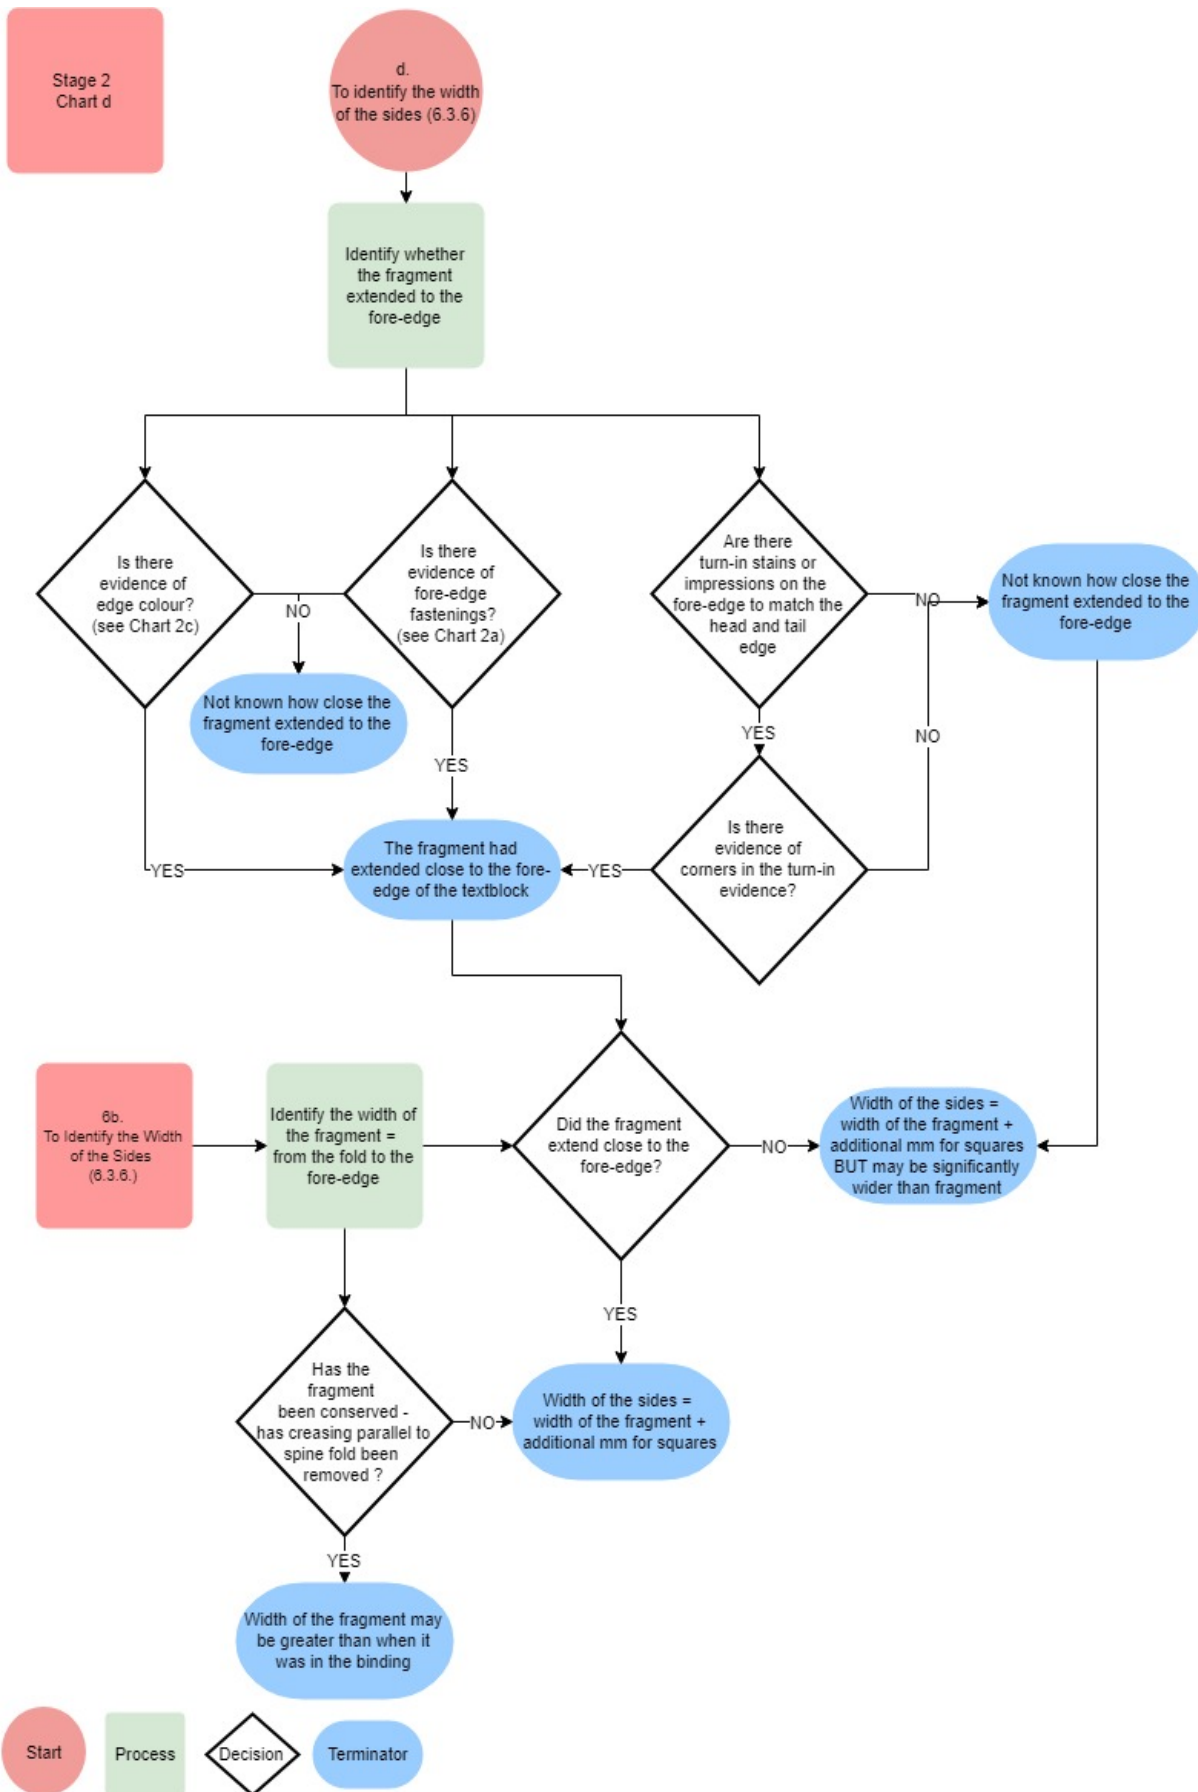 Stage 2
Chart d
d.
To identify the width
of the sides (6.3.6)
Identify whether
the fragment
extended to the
fore-edge
Is there
evidence of
edge colour?
(see Chart 2c)
NO
Is there
evidence of
fore-edge
fastenings?
(see Chart 2a)
Are there
turn-in stains or
impressions on the
fore-edge to match the
head and tail
edge
NO
Not known how close the
fragment extended to the
fore-edge
Not known how close the
fragment extended to the
fore-edge
YES
YES
NO
YES
The fragment had
extended close to the fore-
edge of the textblock
YES
Is there
evidence of
corners in the turn-in
evidence?
6b.
To Identify the Width
of the Sides
(6.3.6.)
Identify the width of
the fragment =
from the fold to the
fore-edge
Did the fragment
extend close to the
fore-edge?
NO
Width of the sides =
width of the fragment +
additional mm for squares
BUT may be significantly
wider than fragment
YES
Has the
fragment
been conserved -
has creasing parallel to
spine fold been
removed ?
NO
Width of the sides =
width of the fragment +
additional mm for squares
YES
Width of the fragment may
be greater than when it
was in the binding
Start
Process
Decision
Terminator